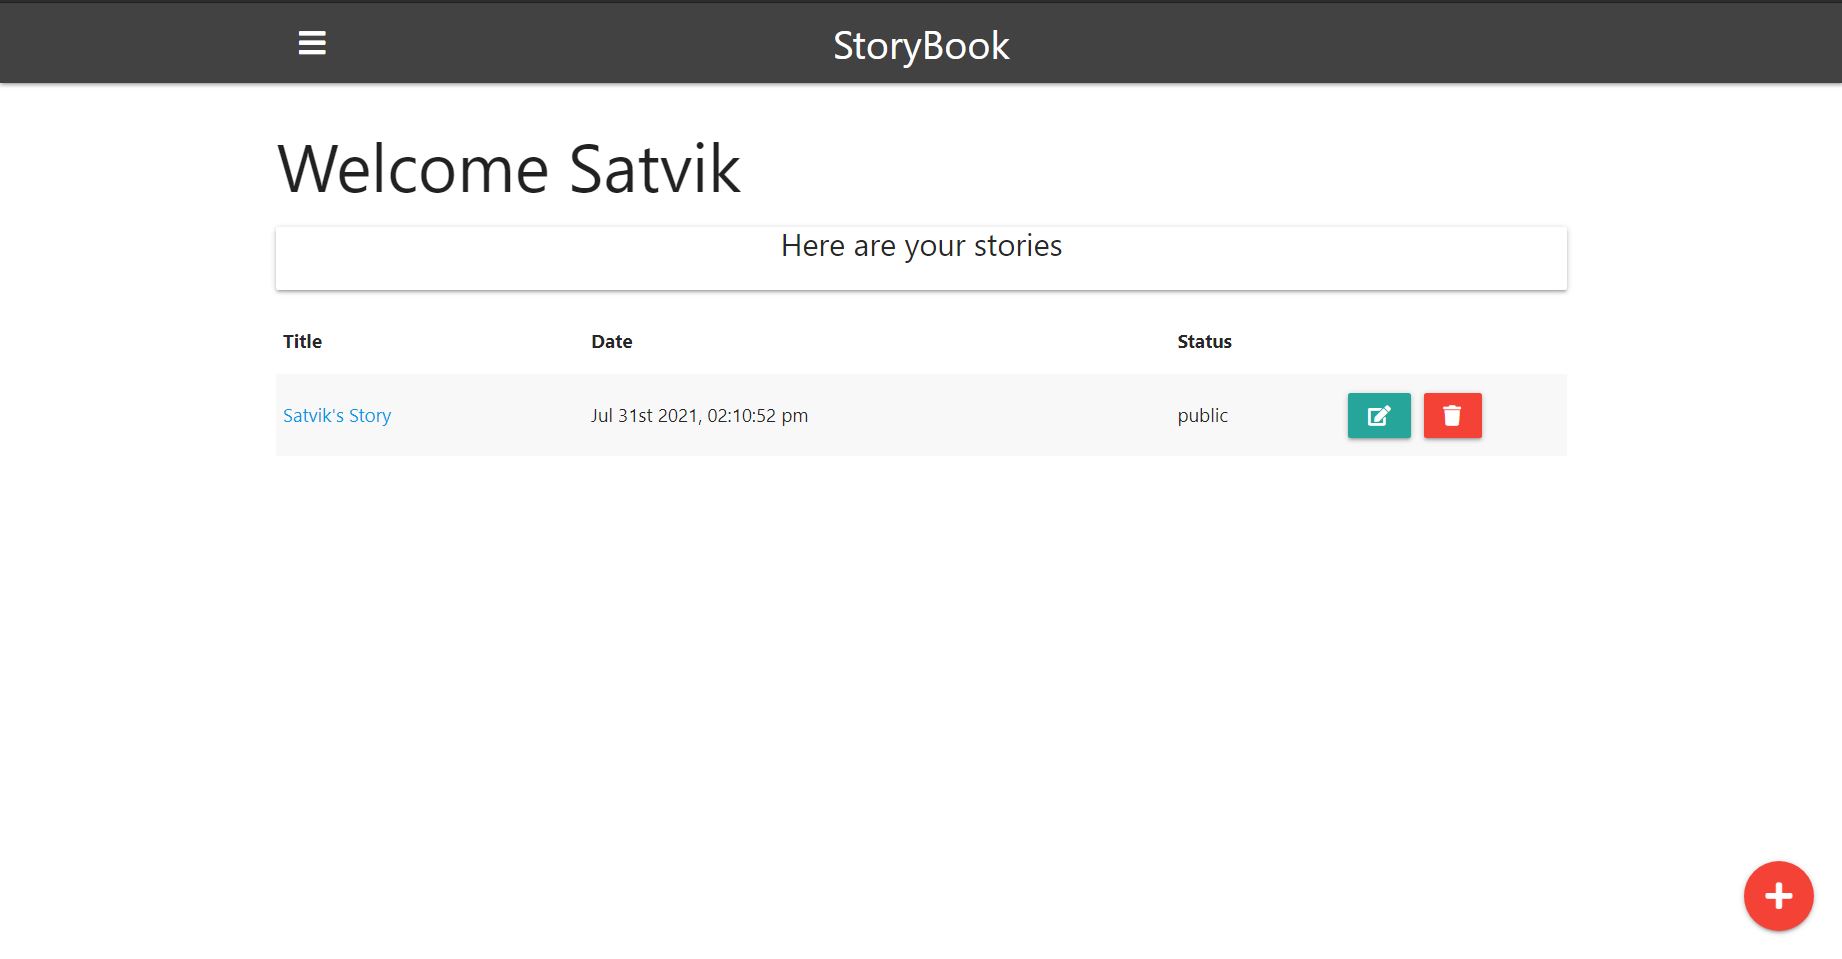 StoryBook
Welcome Satvik
Here are your stories
Title Date Status
Satvik's Story Jul 31st 2021, 02:10:52 pm public